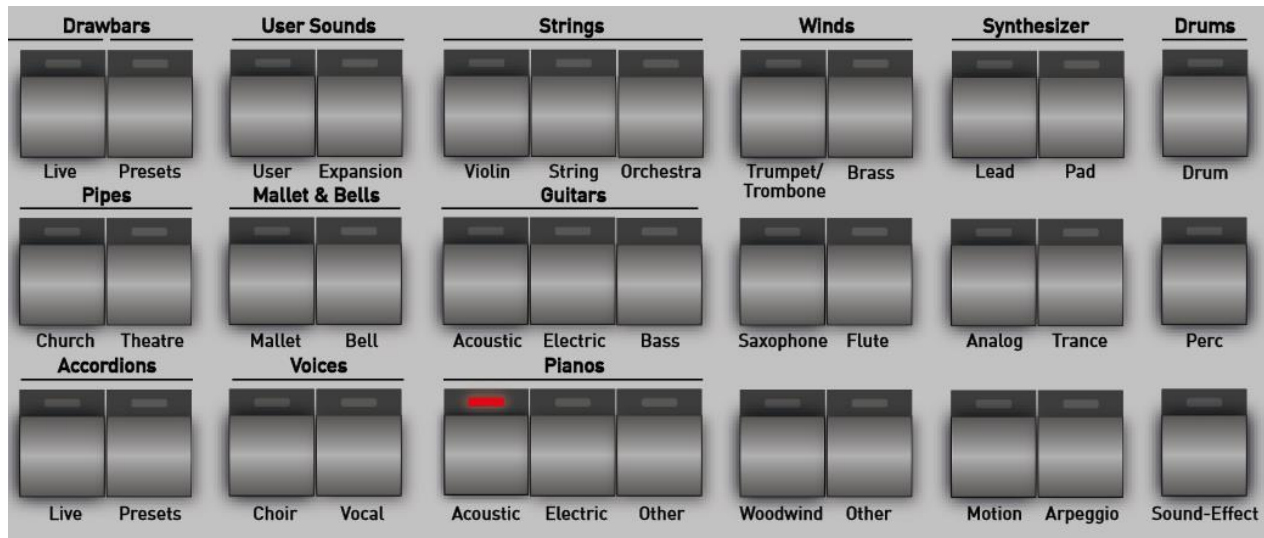 Drawbars User Sounds Strings Winds Synthesizer Drums
Live Presets User Expansion Violin String Orchestra Trumpet/ Brass Lead Pad Drum
Trombone
Pipes Mallet & Bells Guitars
Church Theatre Mallet Bell Acoustic Electric Bass Saxophone Flute Analog Trance Perc
Accordions Voices Pianos
Live Presets Choir Vocal Acoustic Electric Other Woodwind Other Motion Arpeggio Sound-Effect